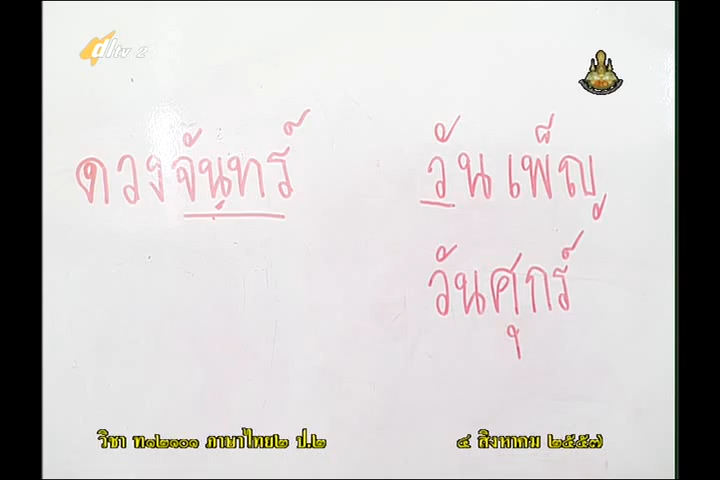 dltv 2
ดวงจันทร์
วันเพ็ญ
วันศุกร์
วิชา ท๑๒๑๐๑ ภาษาไทย๒ ป.๒
๔ สิงหาคม ๒๕๕๗